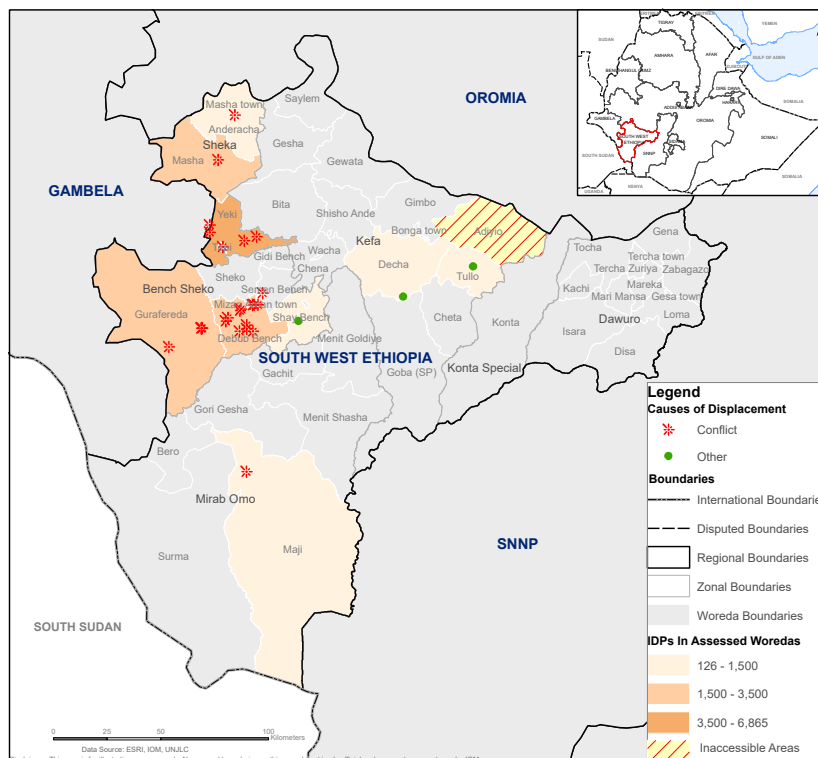 OROMIA
GAMBELA
SOUTH WEST ETHIOPIA
SNNP
SOUTH SUDAN
Masha town
Anderacha
Sheka
Masha
Saylem
Gesha
Gewata
Yeki
Bita
Shisho Ande
Gimbo
Bonga town
Adiyio
Kefa
Gidi Bench
Wacha
Chena
Decha
Tullo
Sheko
Bench Sheko
Shay Bench
Gurafereda
Debub Bench
Menit Goldiye
Cheta
Konta
Goba (SP)
Konta Special
Gachit
Gori Gesha
Menit Shasha
Bero
Mirab Omo
Maji
Surma
Gena
Tocha
Tercha town
Tercha Zuriya
Zabagazo
Kachi
Mareka
Mari Mansa
Gesa town
Loma
Dawuro
Isara
Disa
SUDAN
TIGRAY
YEMEN
AFAR
AMHARA
GULF OF ADEN
DIRE DAWA
SOMALIA
GAMBELA
OROMIA
SOMALI
SOUTH SUDAN
SNNP
KENYA
UGANDA
SOMALIA
Legend
Causes of Displacement
Conflict
Other
Boundaries
International Boundaries
Disputed Boundaries
Regional Boundaries
Zonal Boundaries
Woreda Boundaries
IDPs In Assessed Woredas
126 - 1,500
1,500 - 3,500
3,500 - 6,865
Inaccessible Areas
0 25 50 100
Kilometers
Data Source: ESRI, IOM, UNJLC